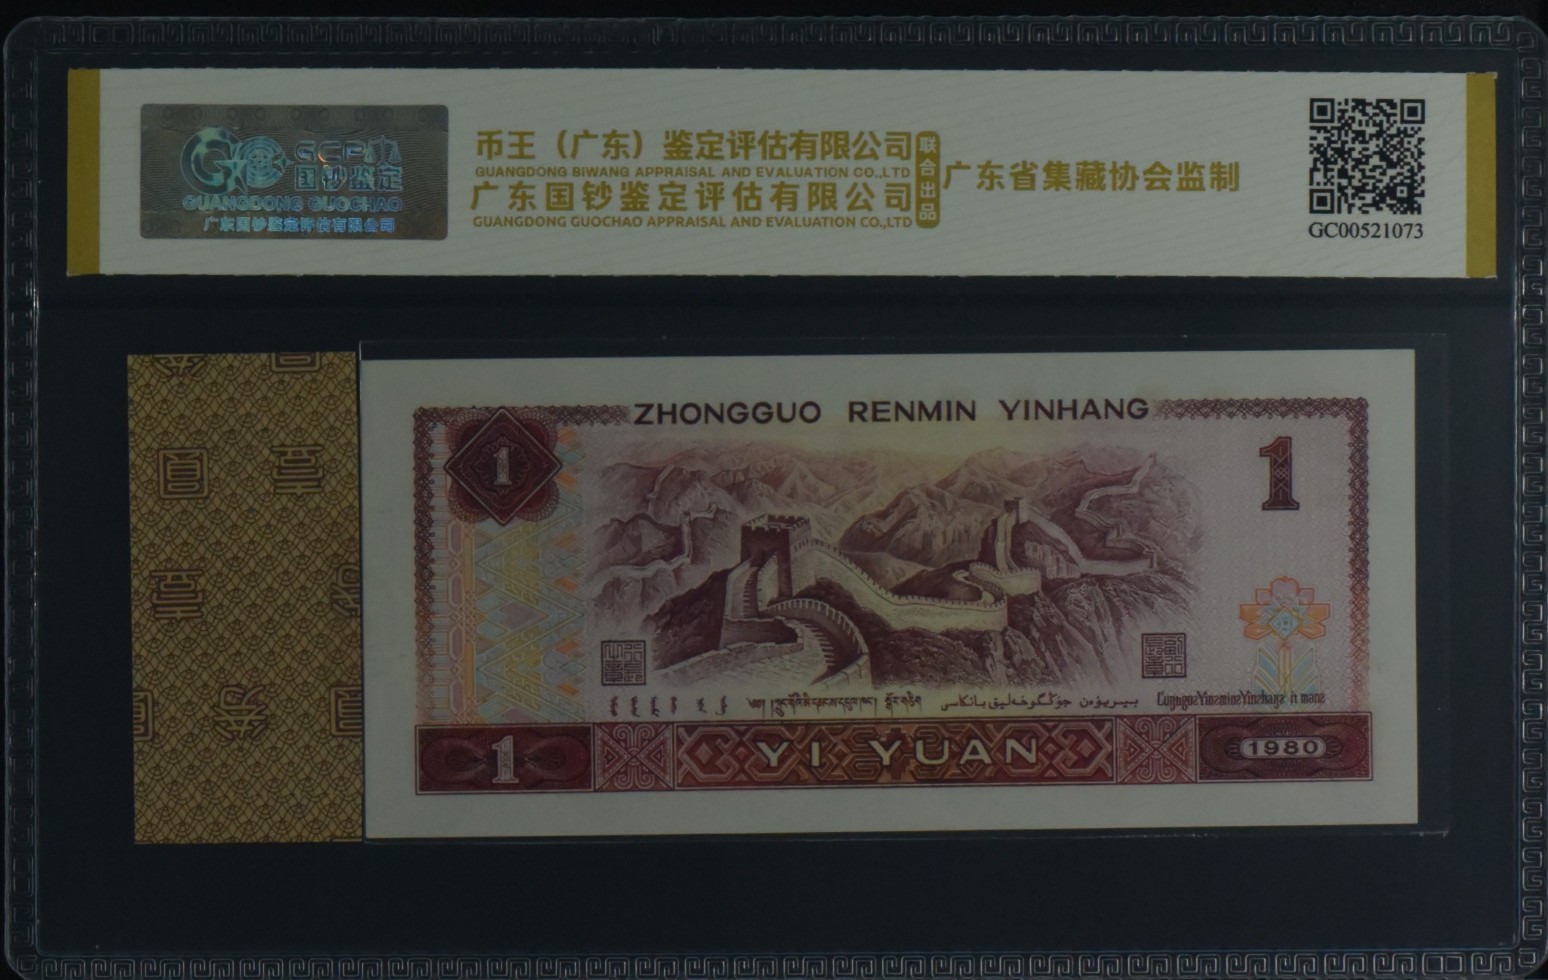 GCP
国钞鉴定
GUANGDONG GUOCHAO
广东国钞鉴定评估有限公司
币王（广东）鉴定评估有限公司
GUANGDONG BIWANG APPRAISAL AND EVALUATION CO.,LTD
广东国钞鉴定评估有限公司
GUANGDONG GUOCHAO APPRAISAL AND EVALUATION CO.,LTD
联合出品
广东省集藏协会监制
GC00521073
ZHONGGUO RENMIN YINHANG
1
1
1
YI YUAN
1980